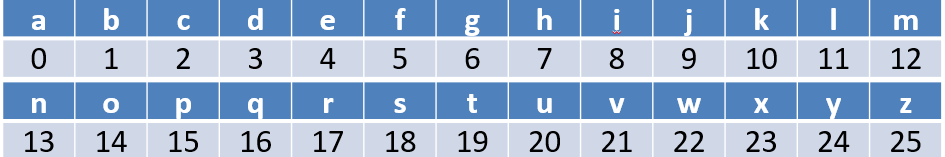 a b c d e f g h i j k l m
0 1 2 3 4 5 6 7 8 9 10 11 12
n o p q r s t u v w x y z
13 14 15 16 17 18 19 20 21 22 23 24 25